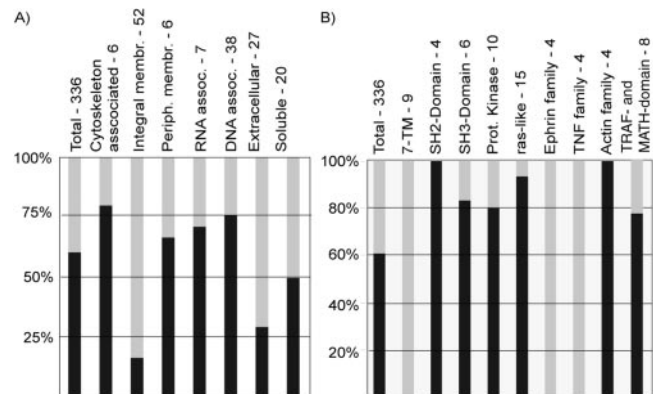 A)
Total - 336
Cytoskeleton
asscociated - 6
Integral membr. - 52
Periph. membr. - 6
RNA assoc. - 7
DNA assoc. - 38
Extracellular - 27
Soluble - 20
100%
75%
50%
25%
B)
Total - 336
7-TM - 9
SH2-Domain - 4
SH3-Domain - 6
Prot. Kinase - 10
ras-like - 15
Ephrin family - 4
TNF family - 4
Actin family - 4
TRAF- and
MATH-domain - 8
100%
80%
60%
40%
20%